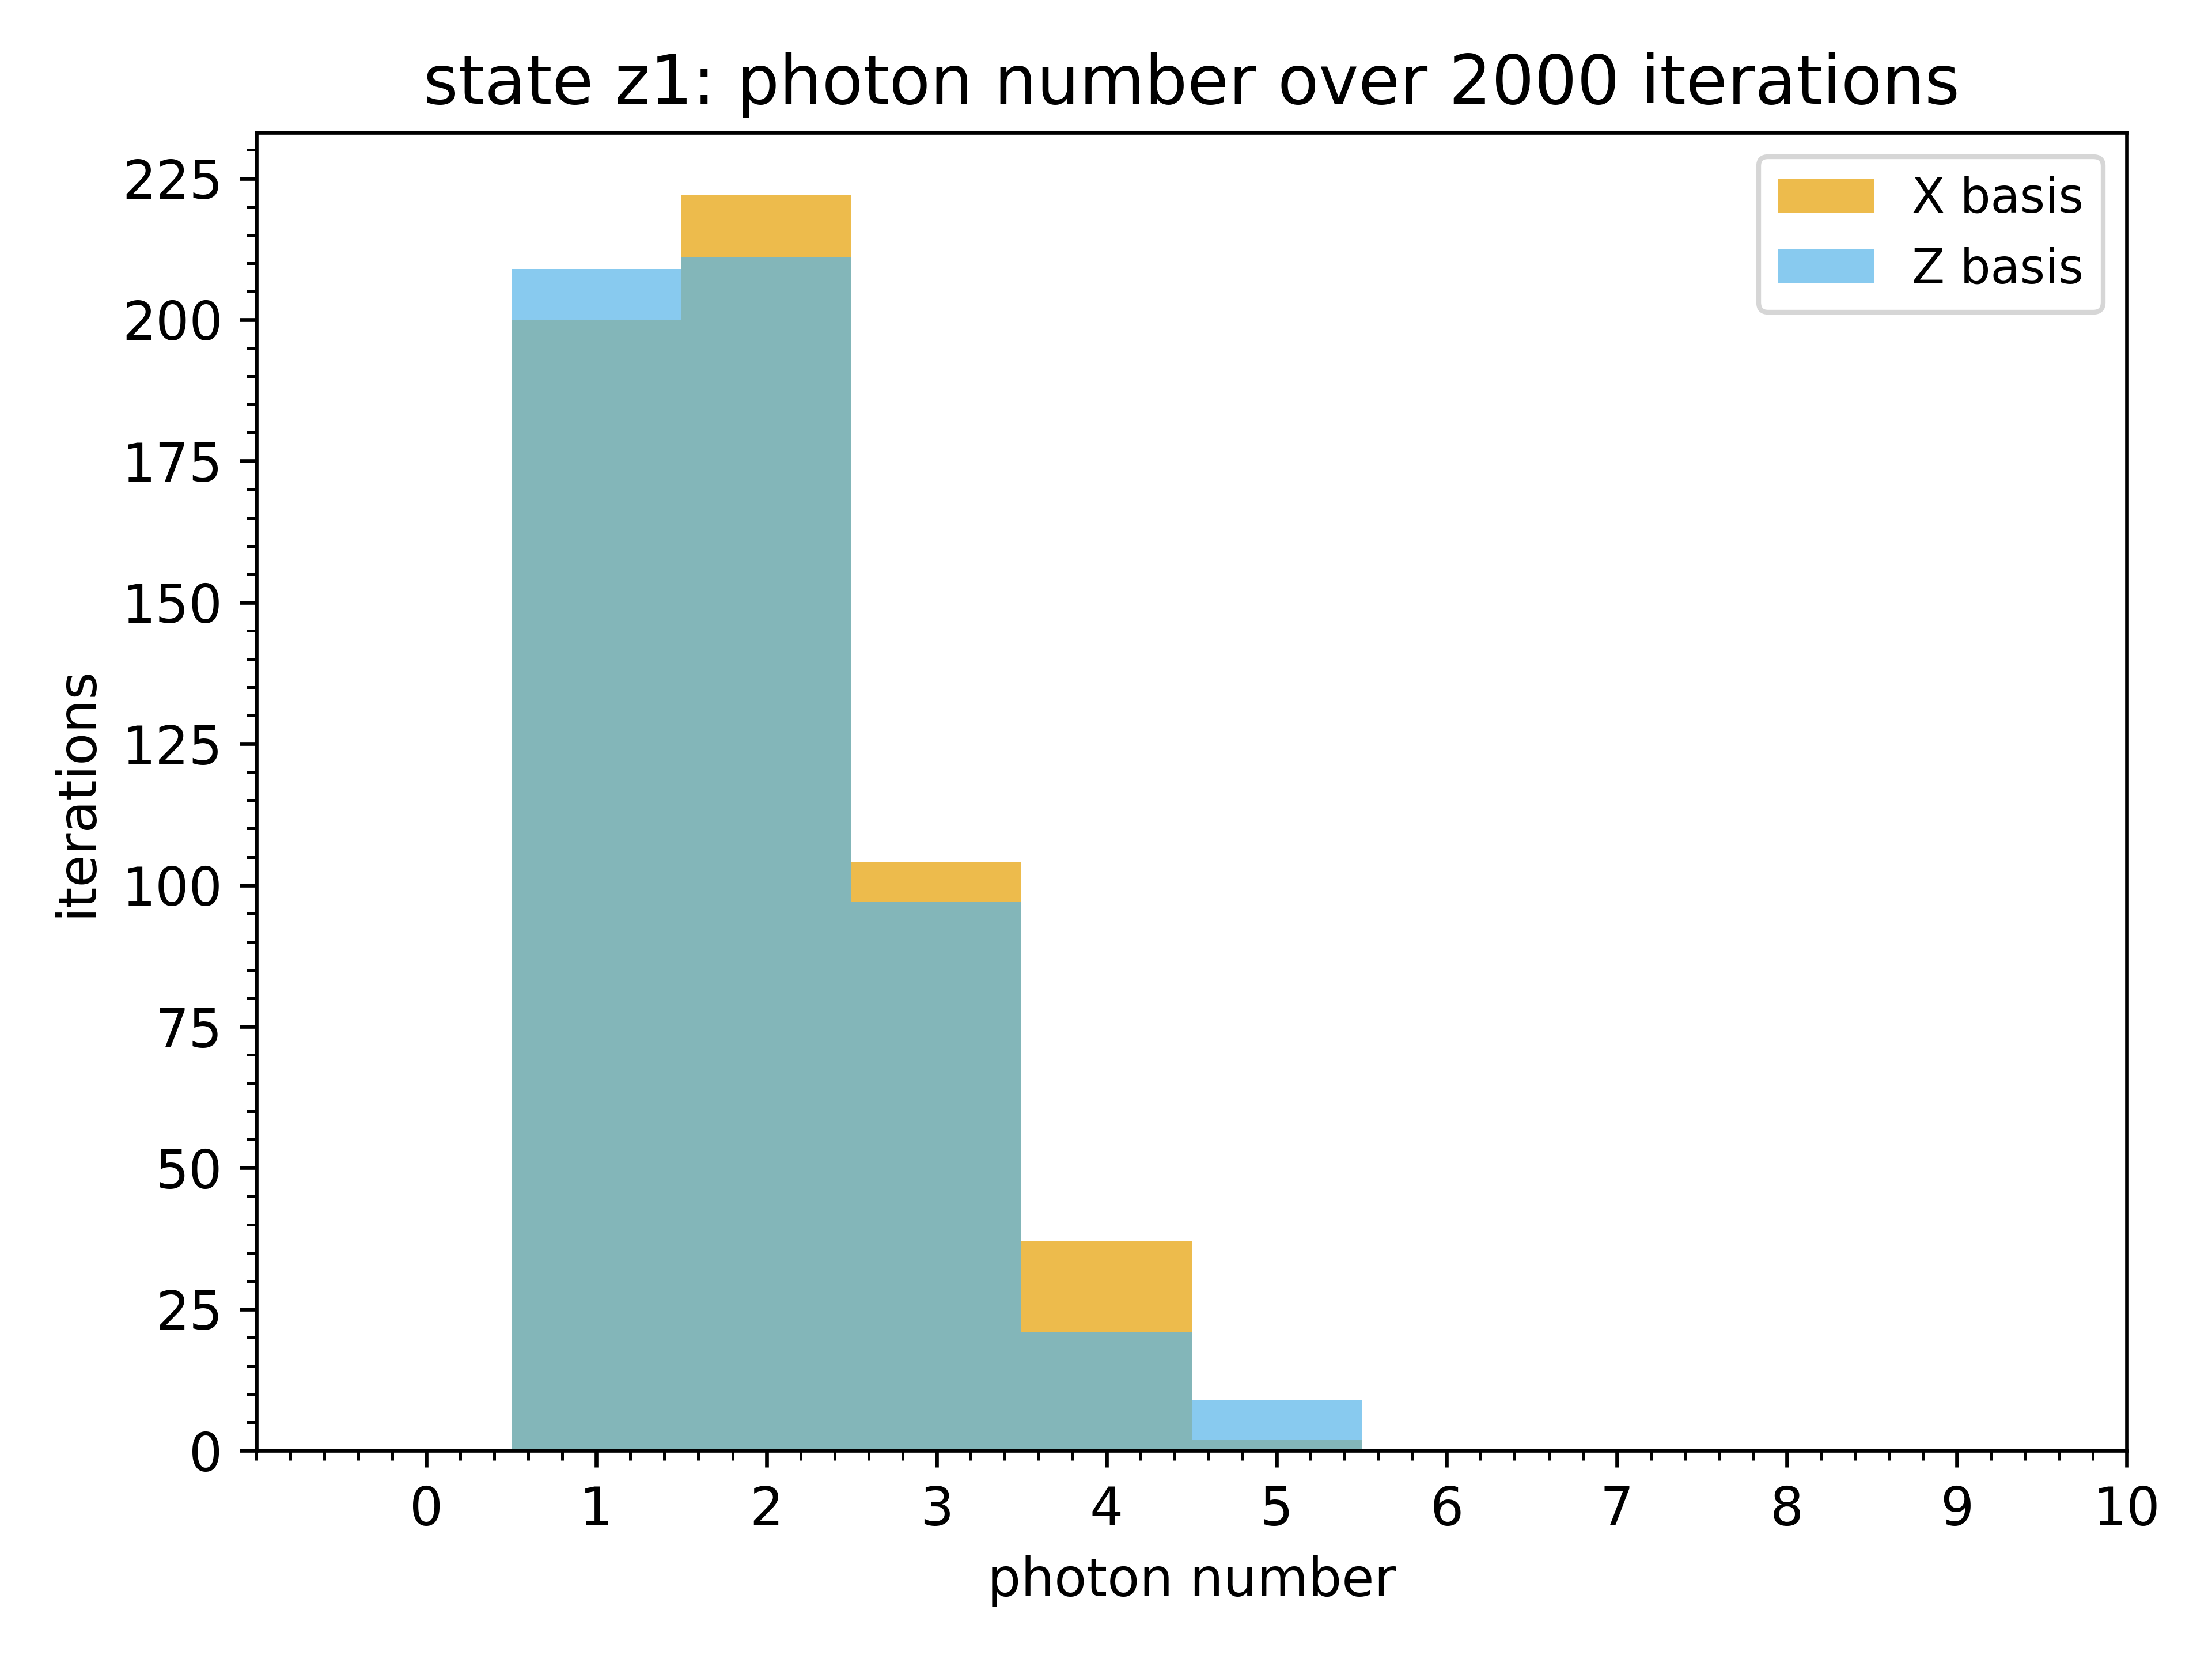 state z1: photon number over 2000 iterations
X basis
Z basis
225
200
175
150
125
100
75
50
25
0
iterations
0 1 2 3 4 5 6 7 8 9 10
photon number